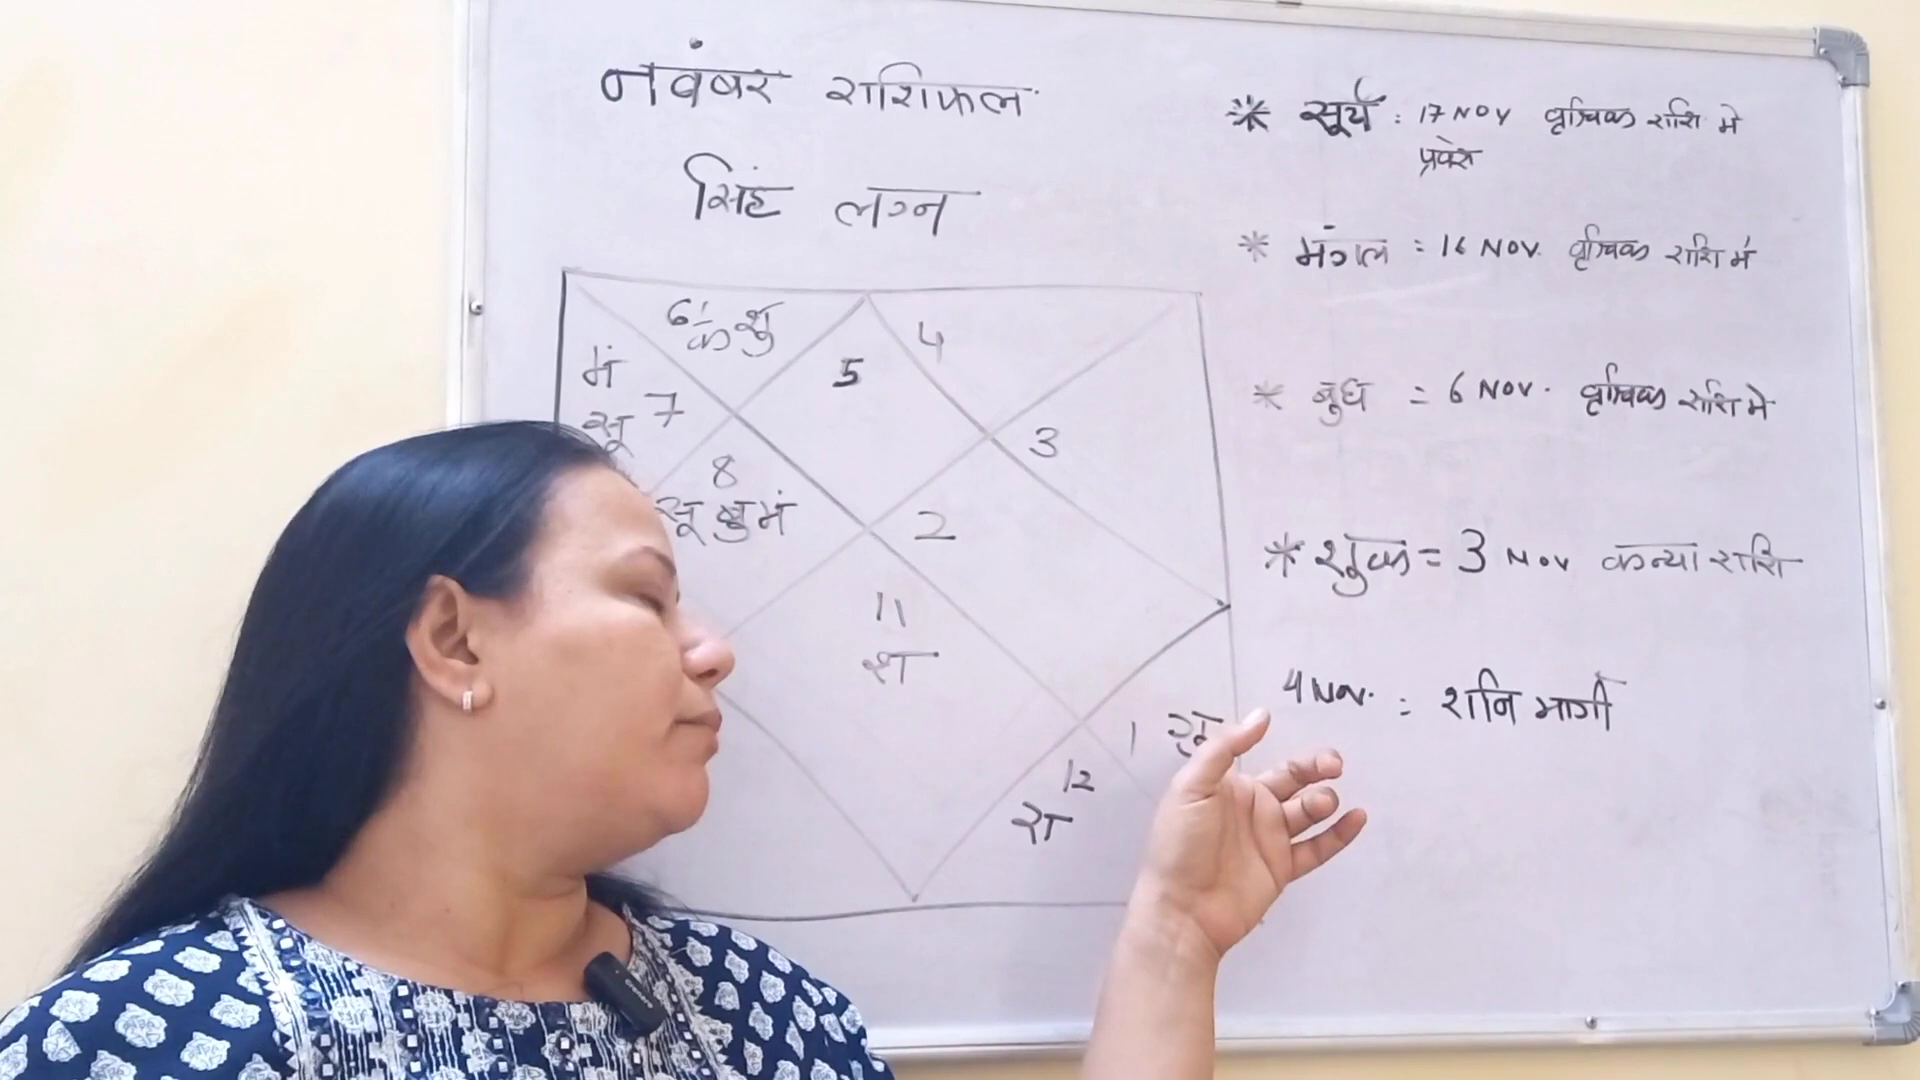 नवंबर राशिफल
सिंह लग्न
* सूर्य : 17 NOV वृश्चिक राशि मे
प्रवेश
* मंगल = 16 NOV. वृश्चिक राशि में
* बुध = 6 NOV. वृश्चिक राशि मे
* शुक्र = 3 NOV कन्या राशि
4 Nov. = शनि मार्गी
6 के शु
5
4
मं
7
सू
3
8
सू बु मं
2
11
श
1
12
रा